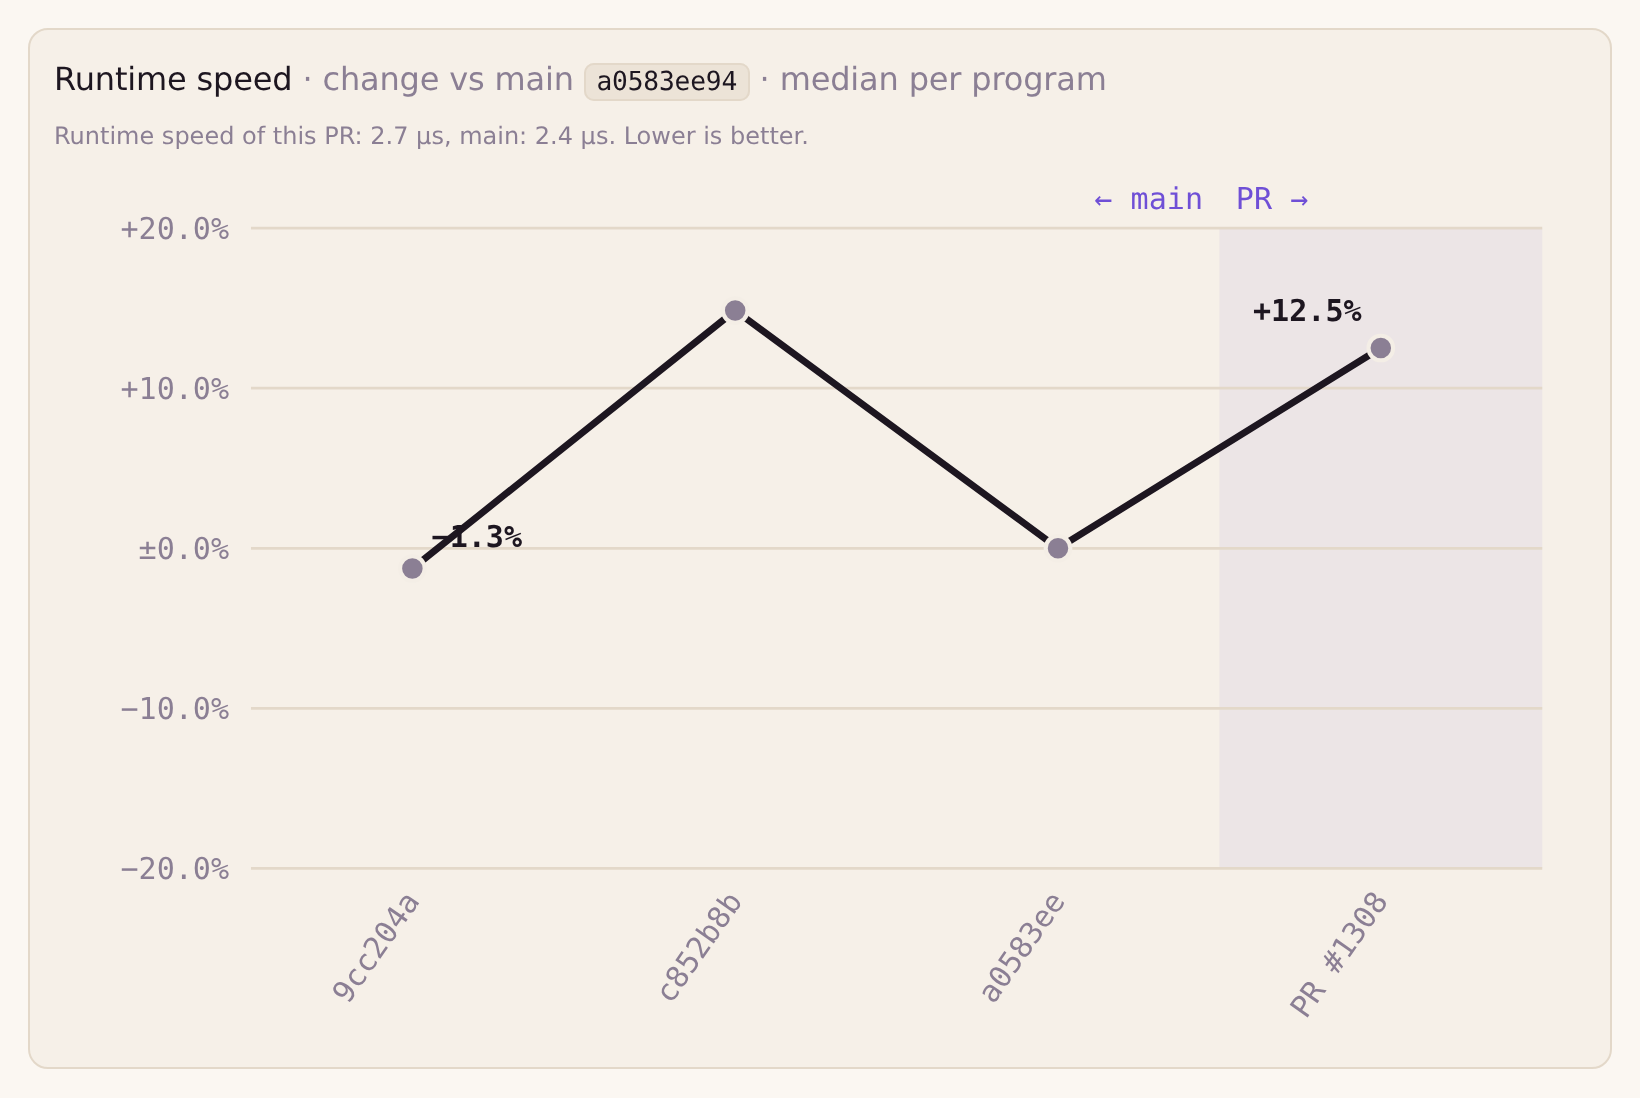 Runtime speed · change vs main a0583ee94 · median per program
Runtime speed of this PR: 2.7 µs, main: 2.4 µs. Lower is better.
← main PR →
+20.0%
+12.5%
+10.0%
−1.3%
±0.0%
−10.0%
−20.0%
9cc204a
c852b8b
a0583ee
PR #1308